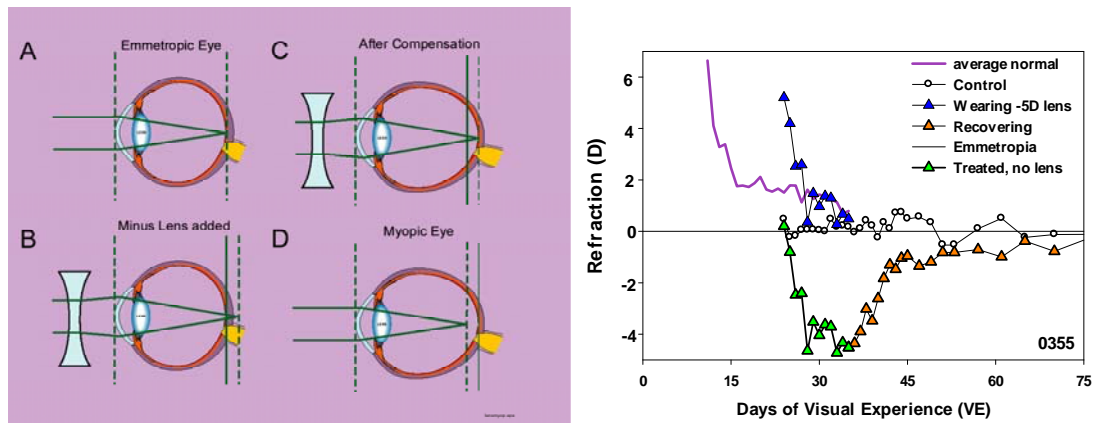 A
Emmetropic Eye
C
After Compensation
B
Minus Lens added
D
Myopic Eye
6
4
2
0
-2
-4
Refraction (D)
average normal
Control
Wearing -5D lens
Recovering
Emmetropia
Treated, no lens
0355
0
15
30
45
60
75
Days of Visual Experience (VE)